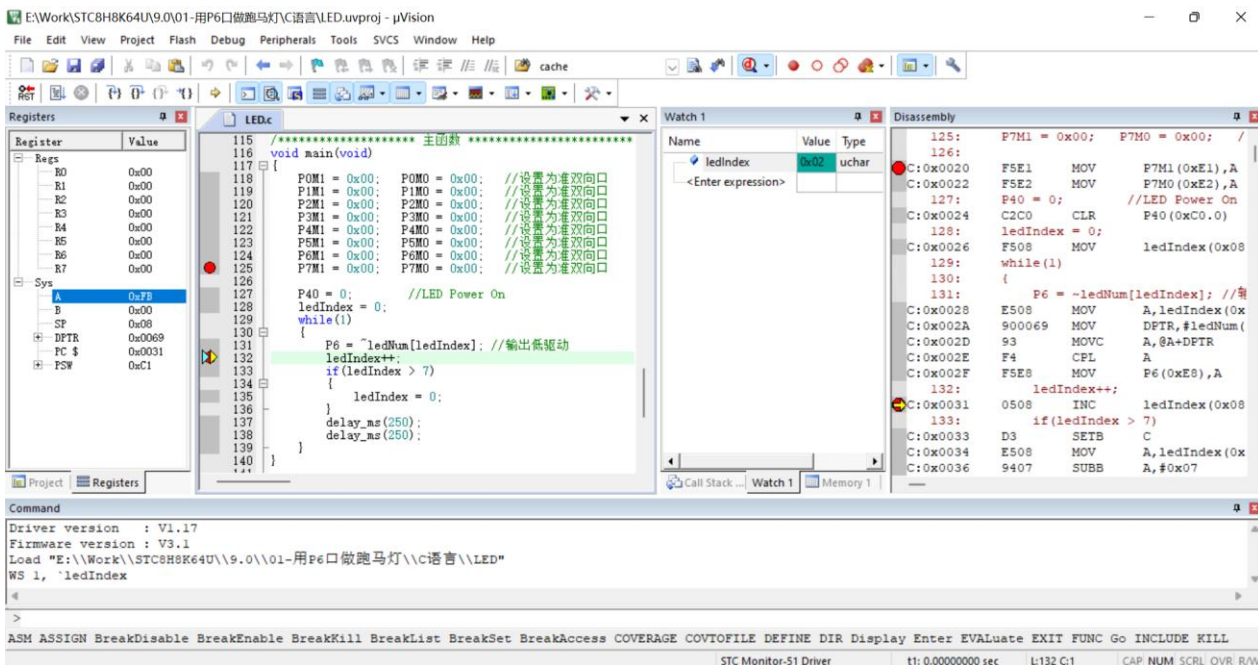 E:\Work\STC8H8K64U\9.0\01-用P6口做跑马灯\C语言\LED.uvproj - µVision
File Edit View Project Flash Debug Peripherals Tools SVCS Window Help
cache
RST
Registers
Register Value
Regs
R0 0x00
R1 0x00
R2 0x00
R3 0x00
R4 0x00
R5 0x00
R6 0x00
R7 0x00
Sys
A 0xFB
B 0x00
SP 0x08
DPTR 0x0069
PC $ 0x0031
PSW 0xC1
Project Registers
LED.c
115 /******************** 主函数 ************************
116 void main(void)
117 {
118 P0M1 = 0x00; P0M0 = 0x00; //设置为准双向口
119 P1M1 = 0x00; P1M0 = 0x00; //设置为准双向口
120 P2M1 = 0x00; P2M0 = 0x00; //设置为准双向口
121 P3M1 = 0x00; P3M0 = 0x00; //设置为准双向口
122 P4M1 = 0x00; P4M0 = 0x00; //设置为准双向口
123 P5M1 = 0x00; P5M0 = 0x00; //设置为准双向口
124 P6M1 = 0x00; P6M0 = 0x00; //设置为准双向口
125 P7M1 = 0x00; P7M0 = 0x00; //设置为准双向口
126
127 P40 = 0; //LED Power On
128 ledIndex = 0;
129 while(1)
130 {
131 P6 = ~ledNum[ledIndex]; //输出低驱动
132 ledIndex++;
133 if(ledIndex > 7)
134 {
135 ledIndex = 0;
136 }
137 delay_ms(250);
138 delay_ms(250);
139 }
140 }
Watch 1
Name Value Type
ledIndex 0x02 uchar
<Enter expression>
Call Stack ... Watch 1 Memory 1
Disassembly
125: P7M1 = 0x00; P7M0 = 0x00; /
126:
C:0x0020 F5E1 MOV P7M1(0xE1),A
C:0x0022 F5E2 MOV P7M0(0xE2),A
127: P40 = 0; //LED Power On
C:0x0024 C2C0 CLR P40(0xC0.0)
128: ledIndex = 0;
C:0x0026 F508 MOV ledIndex(0x08
129: while(1)
130: {
131: P6 = ~ledNum[ledIndex]; //
C:0x0028 E508 MOV A,ledIndex(0x
C:0x002A 900069 MOV DPTR,#ledNum(
C:0x002D 93 MOVC A,@A+DPTR
C:0x002E F4 CPL A
C:0x002F F5E8 MOV P6(0xE8),A
132: ledIndex++;
C:0x0031 0508 INC ledIndex(0x08
133: if(ledIndex > 7)
C:0x0033 D3 SETB C
C:0x0034 E508 MOV A,ledIndex(0x
C:0x0036 9407 SUBB A,#0x07
Command
Driver version : V1.17
Firmware version : V3.1
Load "E:\\Work\\STC8H8K64U\\9.0\\01-用P6口做跑马灯\\C语言\\LED"
WS 1, `ledIndex
>
ASM ASSIGN BreakDisable BreakEnable BreakKill BreakList BreakSet BreakAccess COVERAGE COVTOFILE DEFINE DIR Display Enter EVALuate EXIT FUNC Go INCLUDE KILL
STC Monitor-51 Driver t1: 0.00000000 sec L:132 C:1 CAP NUM SCRL OVR R/W